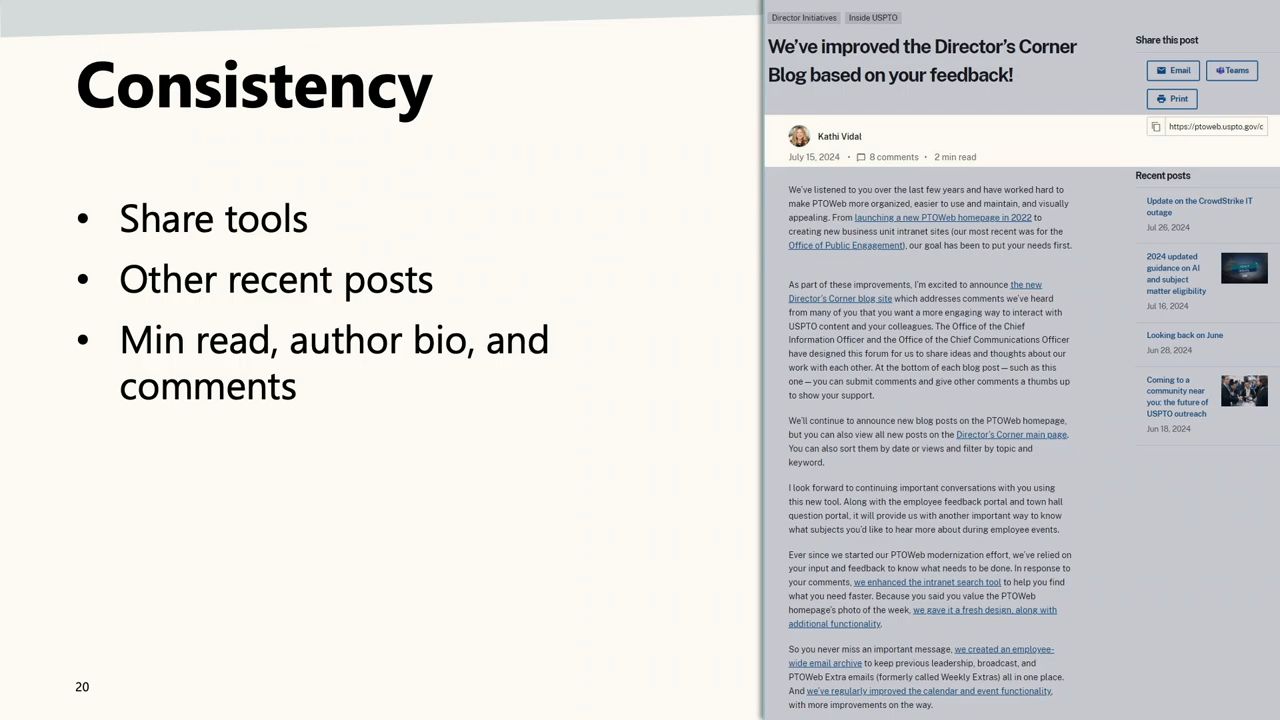 Consistency
• Share tools
• Other recent posts
• Min read, author bio, and
comments
20
Director Initiatives
Inside USPTO
We've improved the Director's Corner
Blog based on your feedback!
Kathi Vidal
July 15, 2024 • 8 comments • 2 min read
We've listened to you over the last few years and have worked hard to
make PTOWeb more organized, easier to use and maintain, and visually
appealing. From launching a new PTOWeb homepage in 2022 to
creating new business unit intranet sites (our most recent was for the
Office of Public Engagement), our goal has been to put your needs first.
As part of these improvements, I'm excited to announce the new
Director's Corner blog site which addresses comments we've heard
from many of you that you want a more engaging way to interact with
USPTO content and your colleagues. The Office of the Chief
Information Officer and the Office of the Chief Communications Officer
have designed this forum for us to share ideas and thoughts about our
work with each other. At the bottom of each blog post—such as this
one—you can submit comments and give other comments a thumbs up
to show your support.
We'll continue to announce new blog posts on the PTOWeb homepage,
but you can also view all new posts on the Director's Corner main page.
You can also sort them by date or views and filter by topic and
keyword.
I look forward to continuing important conversations with you using
this new tool. Along with the employee feedback portal and town hall
question portal, it will provide us with another important way to know
what subjects you'd like to hear more about during employee events.
Ever since we started our PTOWeb modernization effort, we've relied on
your input and feedback to know what needs to be done. In response to
your comments, we enhanced the intranet search tool to help you find
what you need faster. Because you said you value the PTOWeb
homepage's photo of the week, we gave it a fresh design, along with
additional functionality.
So you never miss an important message, we created an employee-
wide email archive to keep previous leadership, broadcast, and
PTOWeb Extra emails (formerly called Weekly Extras) all in one place.
And we've regularly improved the calendar and event functionality,
with more improvements on the way.
Share this post
Email
Teams
Print
https://ptoweb.uspto.gov/c
Recent posts
Update on the CrowdStrike IT
outage
Jul 26, 2024
2024 updated
guidance on AI
and subject
matter eligibility
Jul 16, 2024
Looking back on June
Jun 28, 2024
Coming to a
community near
you: the future of
USPTO outreach
Jun 18, 2024